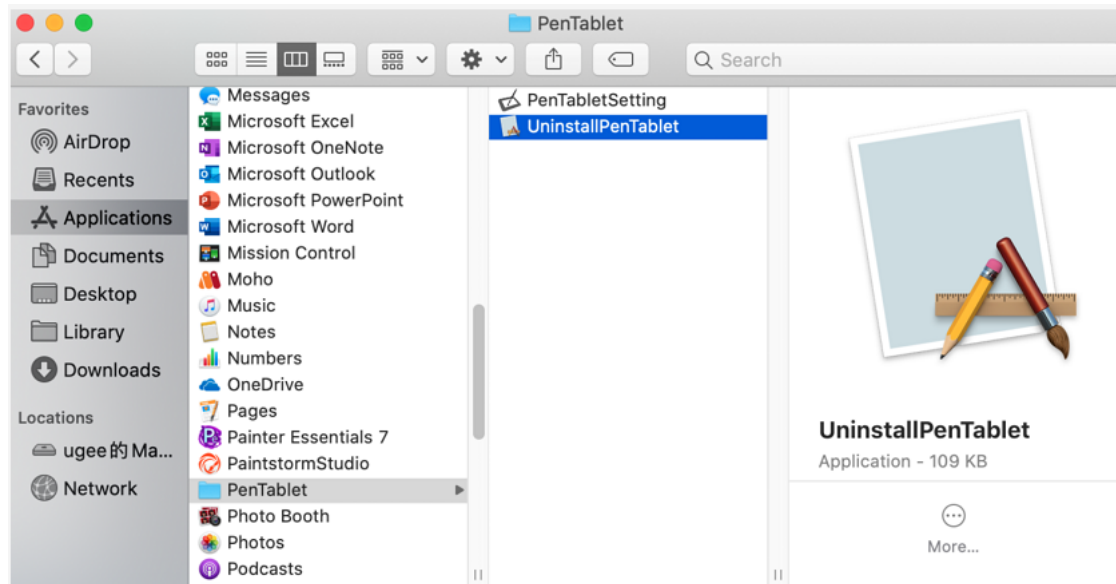 PenTablet
Search
Favorites
AirDrop
Recents
Applications
Documents
Desktop
Library
Downloads
Locations
ugee的 Ma...
Network
Messages
Microsoft Excel
Microsoft OneNote
Microsoft Outlook
Microsoft PowerPoint
Microsoft Word
Mission Control
Moho
Music
Notes
Numbers
OneDrive
Pages
Painter Essentials 7
PaintstormStudio
PenTablet
Photo Booth
Photos
Podcasts
PenTabletSetting
UninstallPenTablet
UninstallPenTablet
Application - 109 KB
More...